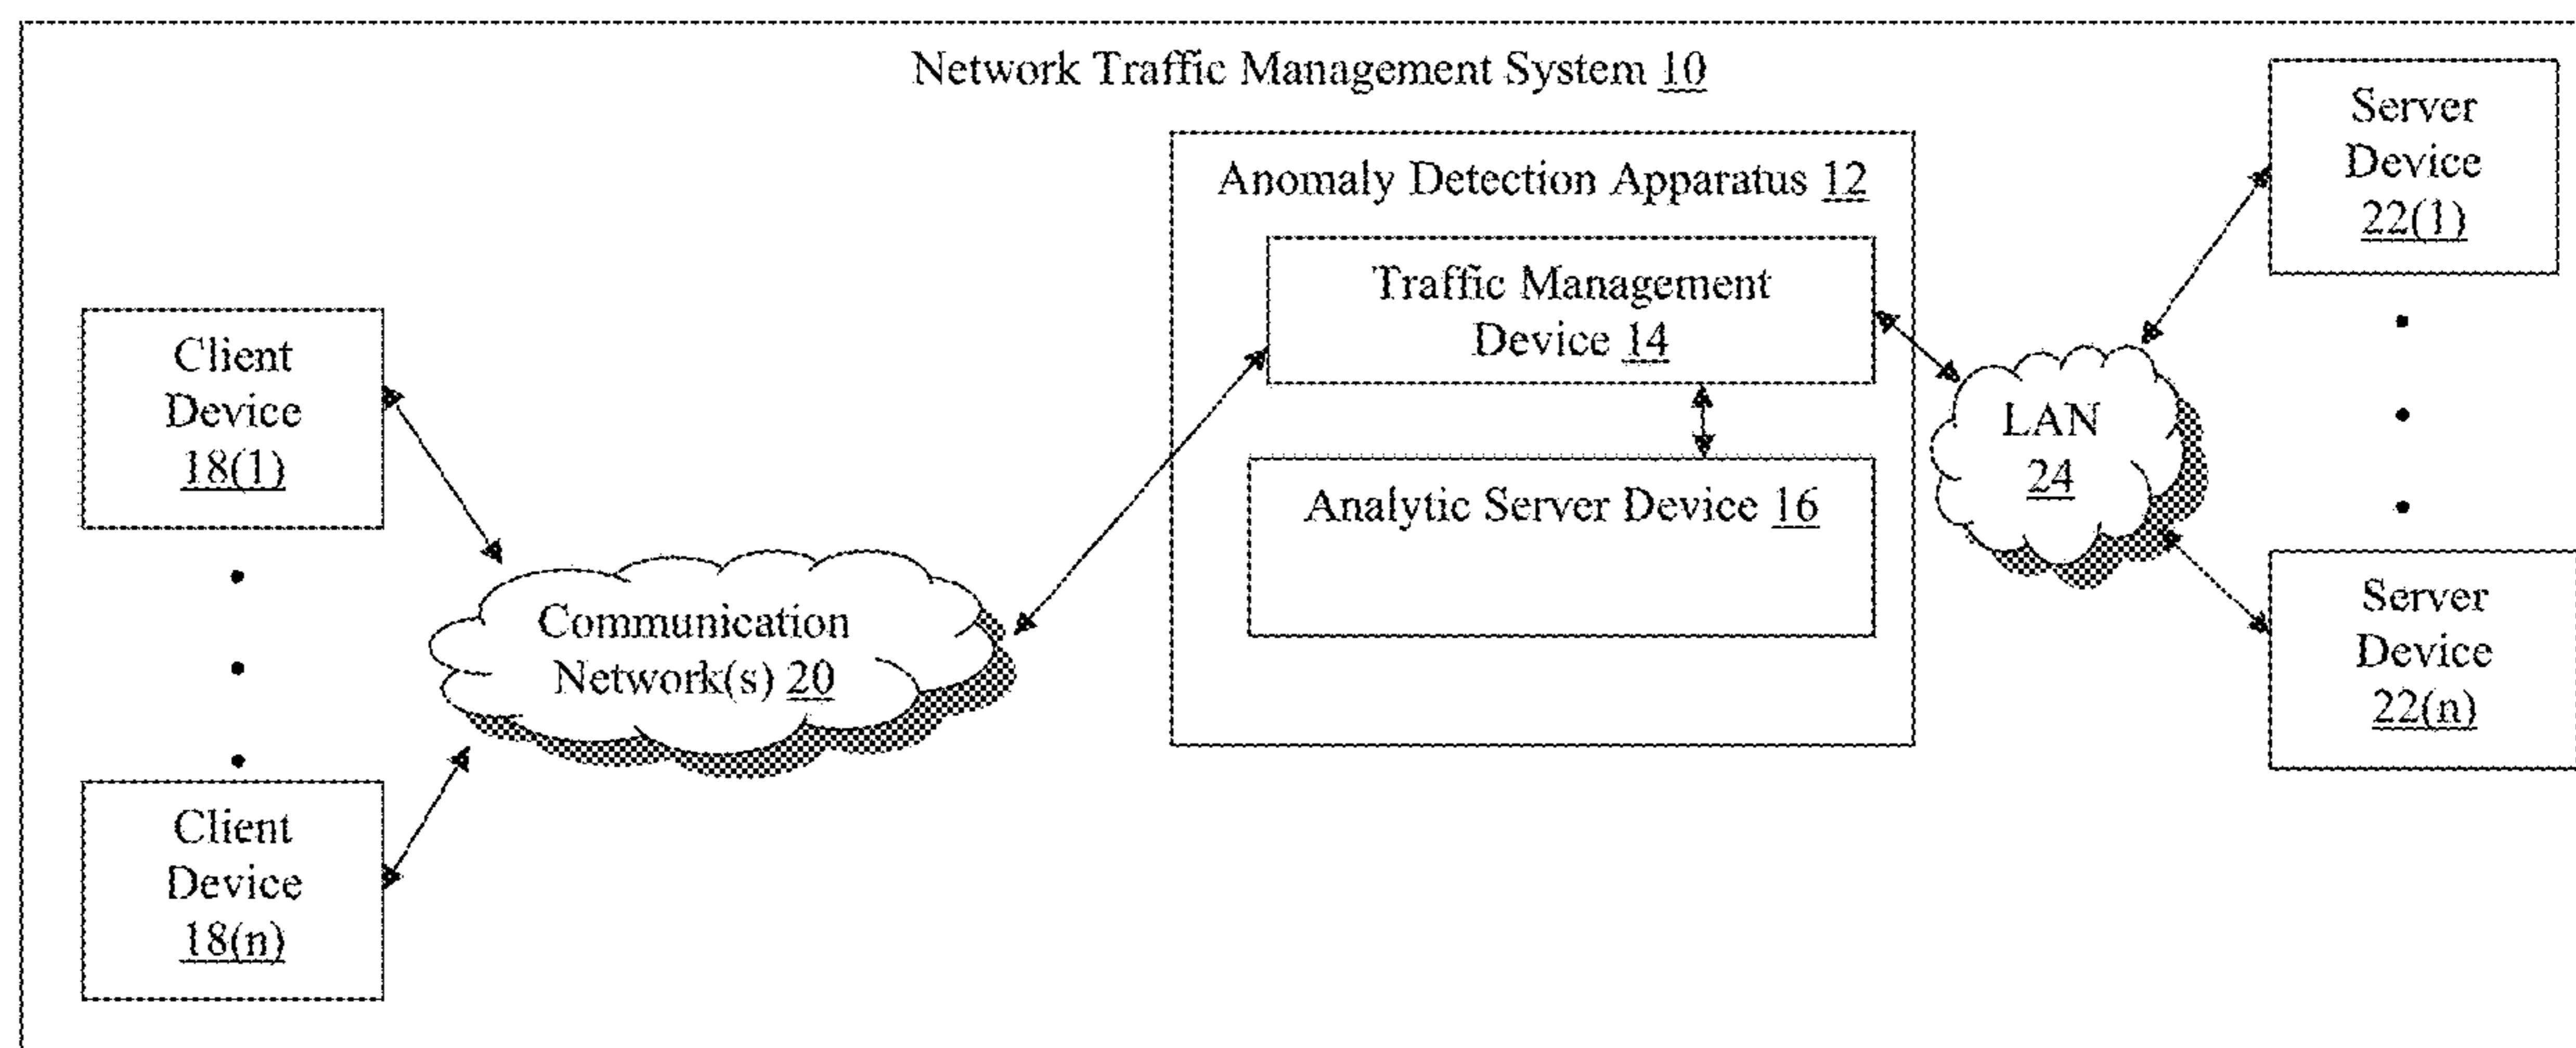 Network Traffic Management System 10
Client
Device
18(1)
Client
Device
18(n)
Communication
Network(s) 20
Anomaly Detection Apparatus 12
Traffic Management
Device 14
Analytic Server Device 16
LAN
24
Server
Device
22(1)
Server
Device
22(n)